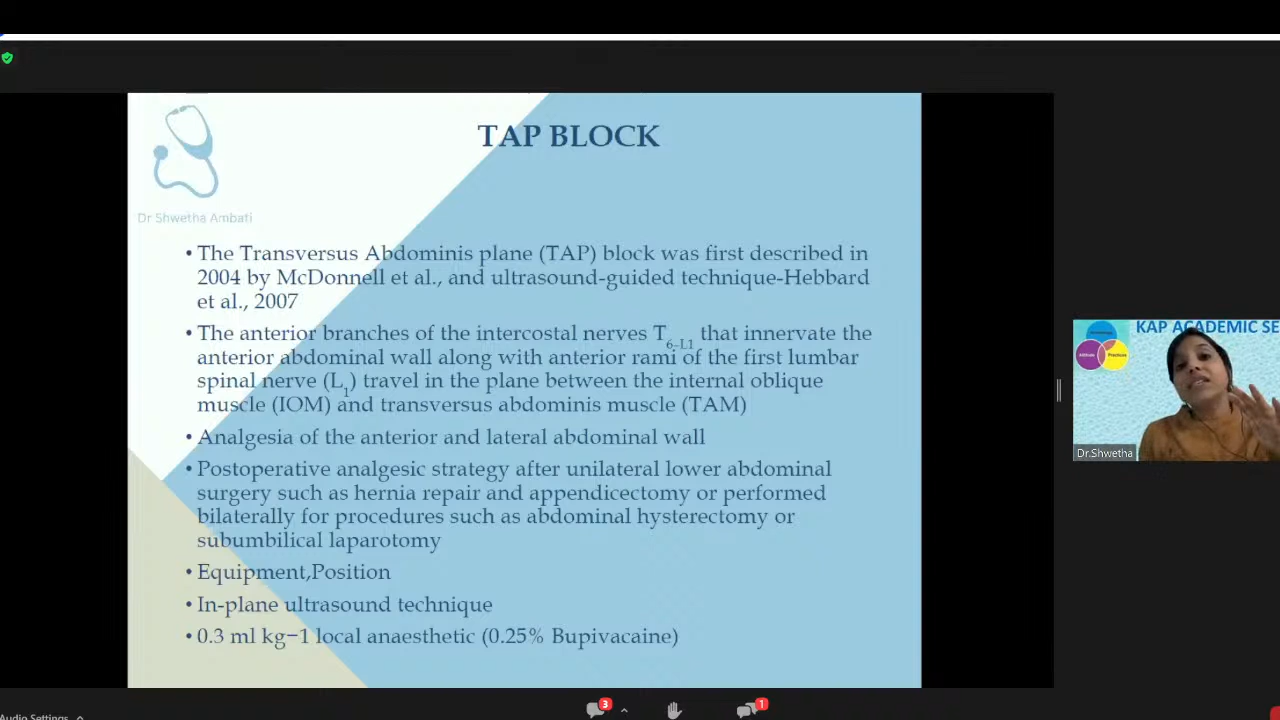 TAP BLOCK
Dr Shwetha Ambati
• The Transversus Abdominis plane (TAP) block was first described in
2004 by McDonnell et al., and ultrasound-guided technique-Hebbard
et al., 2007
• The anterior branches of the intercostal nerves T6-L1 that innervate the
anterior abdominal wall along with anterior rami of the first lumbar
spinal nerve (L1) travel in the plane between the internal oblique
muscle (IOM) and transversus abdominis muscle (TAM)
• Analgesia of the anterior and lateral abdominal wall
• Postoperative analgesic strategy after unilateral lower abdominal
surgery such as hernia repair and appendicectomy or performed
bilaterally for procedures such as abdominal hysterectomy or
subumbilical laparotomy
• Equipment,Position
• In-plane ultrasound technique
• 0.3 ml kg−1 local anaesthetic (0.25% Bupivacaine)
KAP ACADEMIC SE
Attitude
Practices
Dr.Shwetha
Audio Settings
3
1